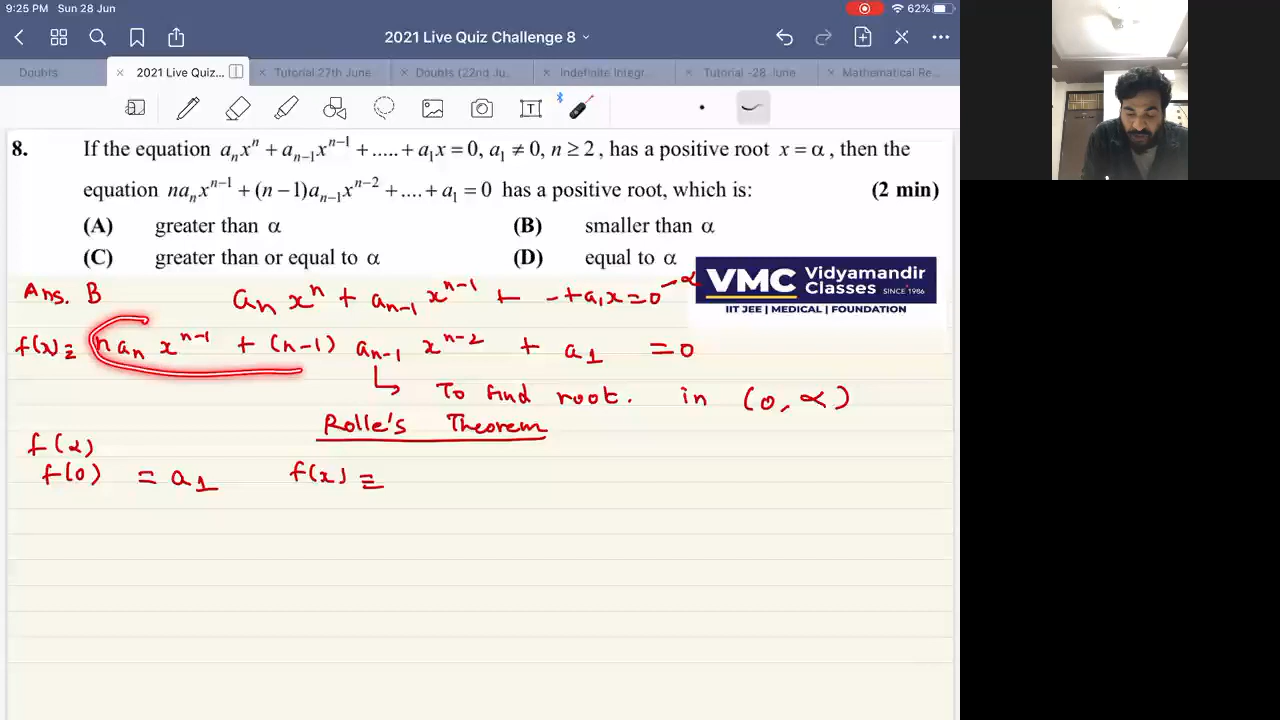 9:25 PM Sun 28 Jun 62%
2021 Live Quiz Challenge 8
Doubts × 2021 Live Quiz... × Tutorial 27th June × Doubts (22nd Ju... × Indefinite Integr... × Tutorial -28 June × Mathematical Re...
8. If the equation aₙxⁿ + aₙ₋₁xⁿ⁻¹ + ..... + a₁x = 0, a₁ ≠ 0, n ≥ 2, has a positive root x = α, then the
equation naₙxⁿ⁻¹ + (n − 1)aₙ₋₁xⁿ⁻² + .... + a₁ = 0 has a positive root, which is: (2 min)
(A) greater than α (B) smaller than α
(C) greater than or equal to α (D) equal to α
VMC Vidyamandir Classes SINCE 1986
IIT JEE | MEDICAL | FOUNDATION
Ans. B aₙ xⁿ + aₙ₋₁ xⁿ⁻¹ + - + a₁x = 0 - α
f(x) ≡ n aₙ xⁿ⁻¹ + (n-1) aₙ₋₁ xⁿ⁻² + a₁ = 0
↳ To find root. in (0, α)
Rolle's Theorem
f(α)
f(0) = a₁ f(x) ≡